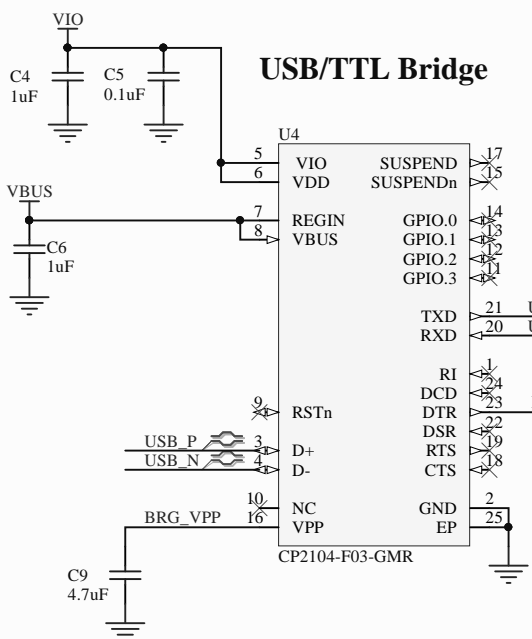 VIO
USB/TTL Bridge
C4
1uF
C5
0.1uF
U4
5 VIO SUSPEND 17
6 VDD SUSPENDn 15
VBUS
7 REGIN GPIO.0 14
8 VBUS GPIO.1 13
C6
1uF
GPIO.2 12
GPIO.3 11
TXD 21 U
RXD 20 U
RI 1
DCD 24
9 RSTn DTR 23
DSR 22
USB_P 3 D+ RTS 19
USB_N 4 D- CTS 18
10 NC GND 2
BRG_VPP 16 VPP EP 25
CP2104-F03-GMR
C9
4.7uF